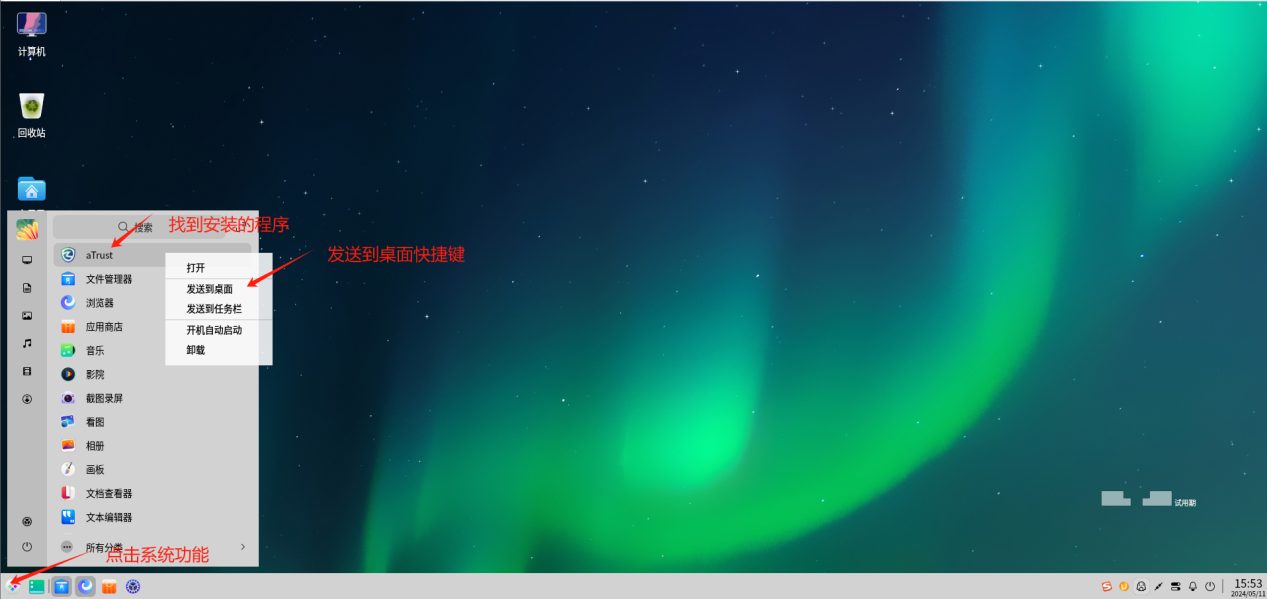 计算机
回收站
搜索
找到安装的程序
aTrust
发送到桌面快捷键
打开
文件管理器
发送到桌面
浏览器
发送到任务栏
应用商店
开机自动启动
音乐
卸载
影院
截图录屏
看图
相册
画板
文档查看器
试用期
文本编辑器
所有分类
点击系统功能
15:53
2024/05/11